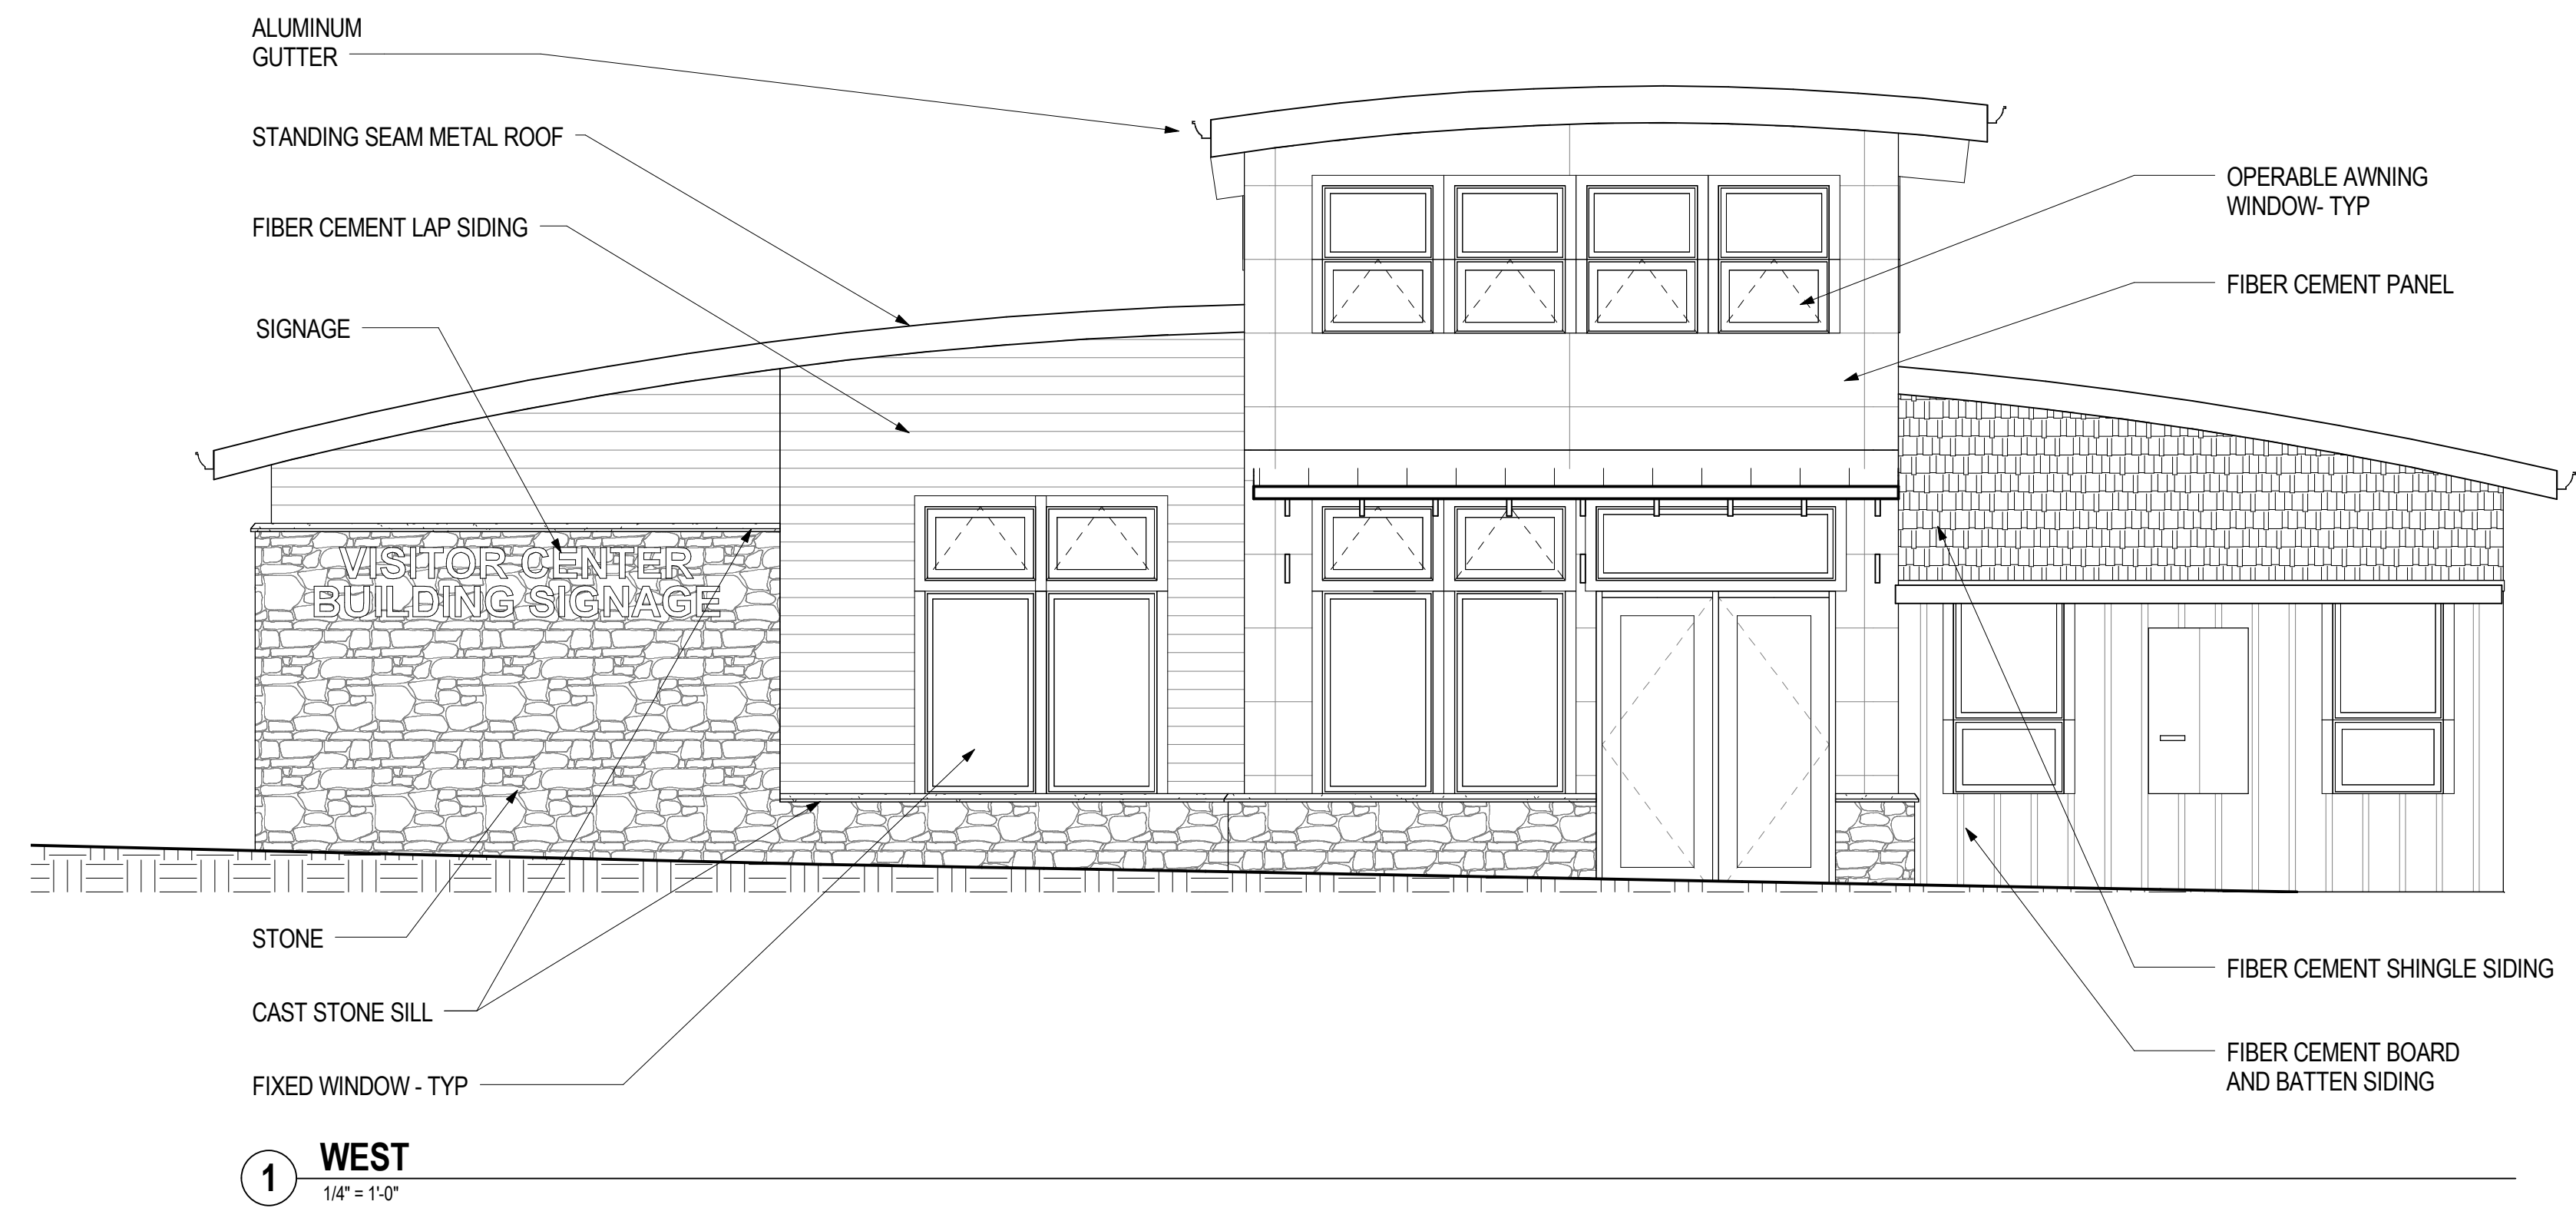 ALUMINUM
GUTTER
STANDING SEAM METAL ROOF
FIBER CEMENT LAP SIDING
SIGNAGE
OPERABLE AWNING
WINDOW- TYP
FIBER CEMENT PANEL
VISITOR CENTER
BUILDING SIGNAGE
STONE
CAST STONE SILL
FIXED WINDOW - TYP
FIBER CEMENT SHINGLE SIDING
FIBER CEMENT BOARD
AND BATTEN SIDING
1
WEST
1/4" = 1'-0"